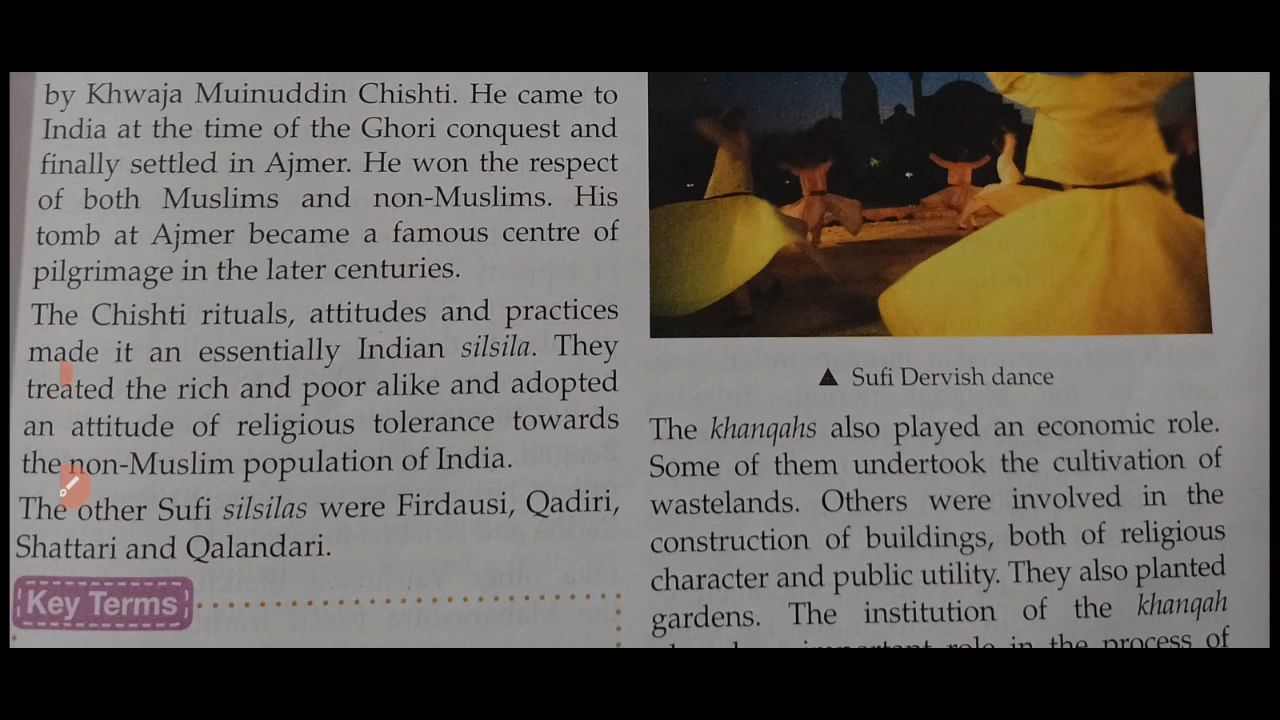 by Khwaja Muinuddin Chishti. He came to
India at the time of the Ghori conquest and
finally settled in Ajmer. He won the respect
of both Muslims and non-Muslims. His
tomb at Ajmer became a famous centre of
pilgrimage in the later centuries.
The Chishti rituals, attitudes and practices
made it an essentially Indian silsila. They
treated the rich and poor alike and adopted
an attitude of religious tolerance towards
the non-Muslim population of India.
The other Sufi silsilas were Firdausi, Qadiri,
Shattari and Qalandari.
Key Terms
▲ Sufi Dervish dance
The khanqahs also played an economic role.
Some of them undertook the cultivation of
wastelands. Others were involved in the
construction of buildings, both of religious
character and public utility. They also planted
gardens. The institution of the khanqah
important role in the process of